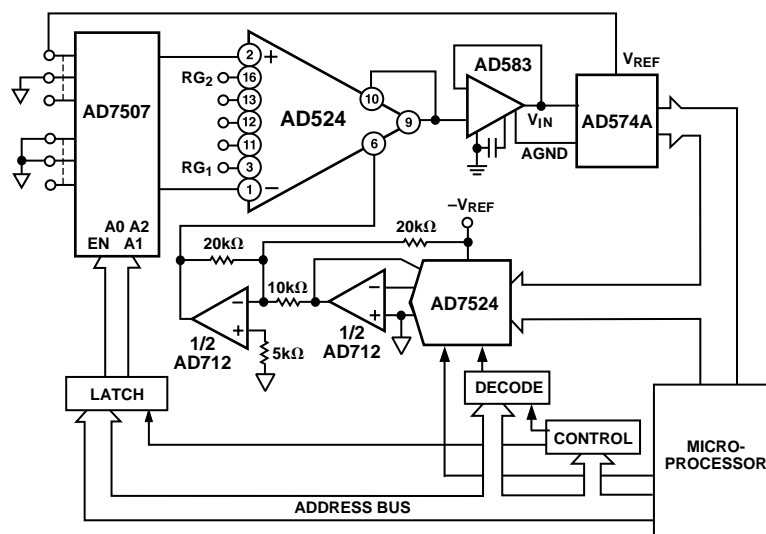 AD7507
A0 A2
EN A1
RG2
RG1
2
+
16
13
12
11
3
1
−
AD524
10
9
6
AD583
VIN
AGND
VREF
AD574A
–VREF
20kΩ
20kΩ
10kΩ
5kΩ
−
+
1/2
AD712
−
+
1/2
AD712
AD7524
LATCH
DECODE
CONTROL
MICRO-
PROCESSOR
ADDRESS BUS